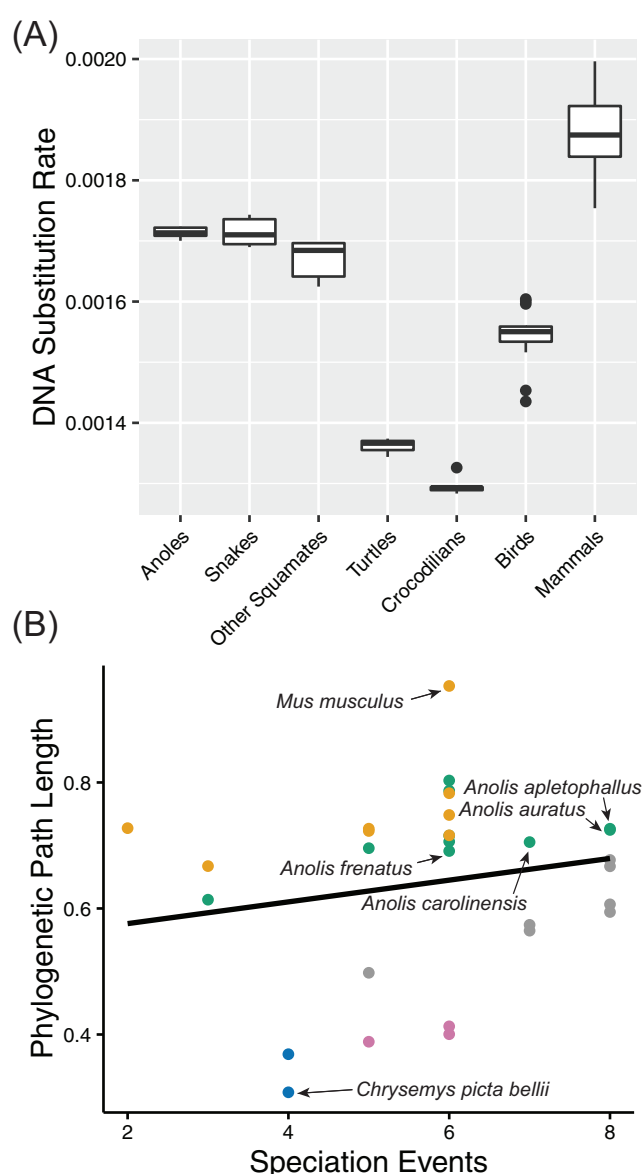 (A)
DNA Substitution Rate
0.0020
0.0018
0.0016
0.0014
Anoles
Snakes
Other Squamates
Turtles
Crocodilians
Birds
Mammals
(B)
Phylogenetic Path Length
0.8
0.6
0.4
Mus musculus
Anolis apletophallus
Anolis auratus
Anolis frenatus
Anolis carolinensis
Chrysemys picta bellii
2
4
6
8
Speciation Events